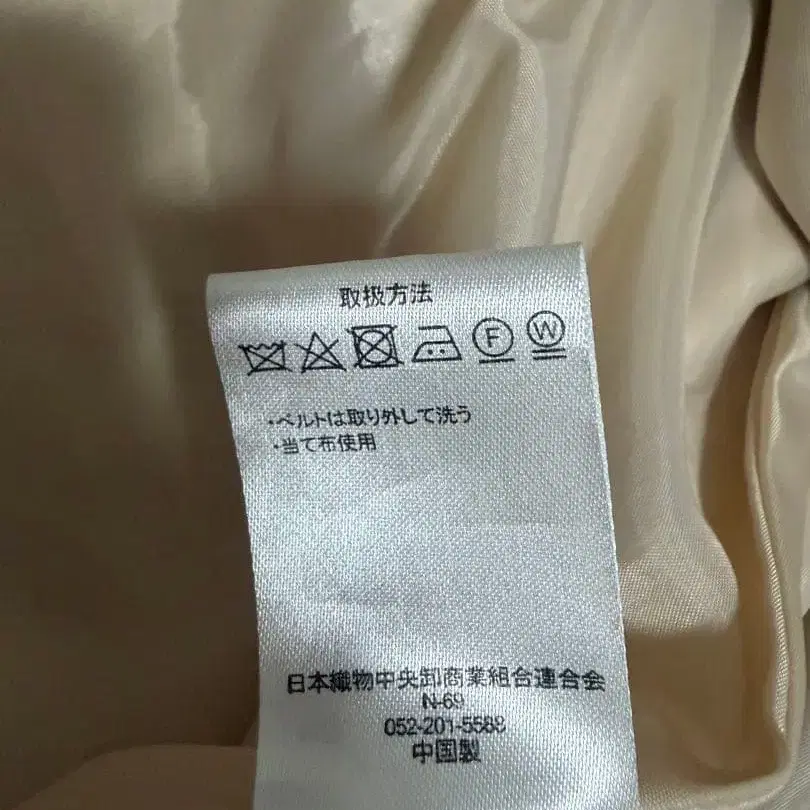 取扱方法
F W
・ベルトは取り外して洗う
・当て布使用
日本織物中央卸商業組合連合会
N-69
052-201-5588
中国製